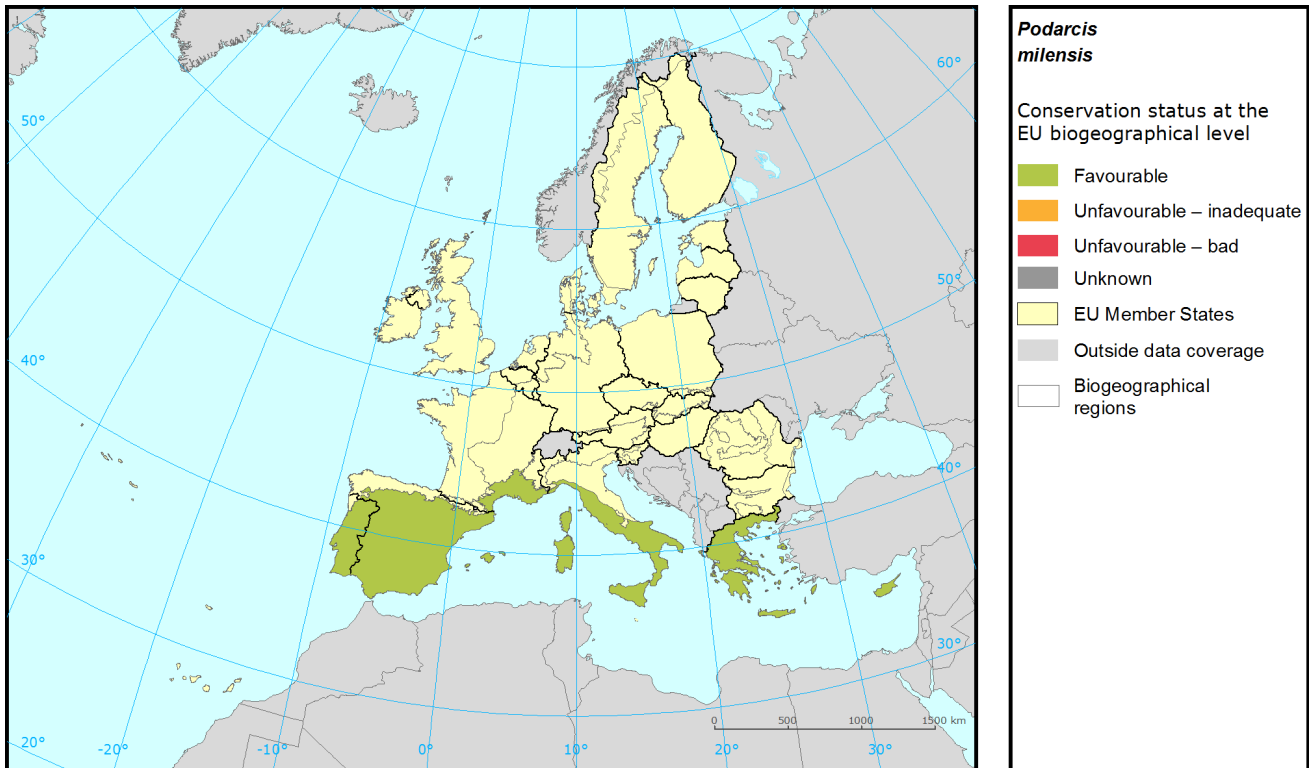 Podarcis
milensis
Conservation status at the
EU biogeographical level
Favourable
Unfavourable – inadequate
Unfavourable – bad
Unknown
EU Member States
Outside data coverage
Biogeographical
regions
60°
50°
50°
40°
40°
30°
30°
0 500 1000 1500 km
20° -20° -10° 0° 10° 20° 30°